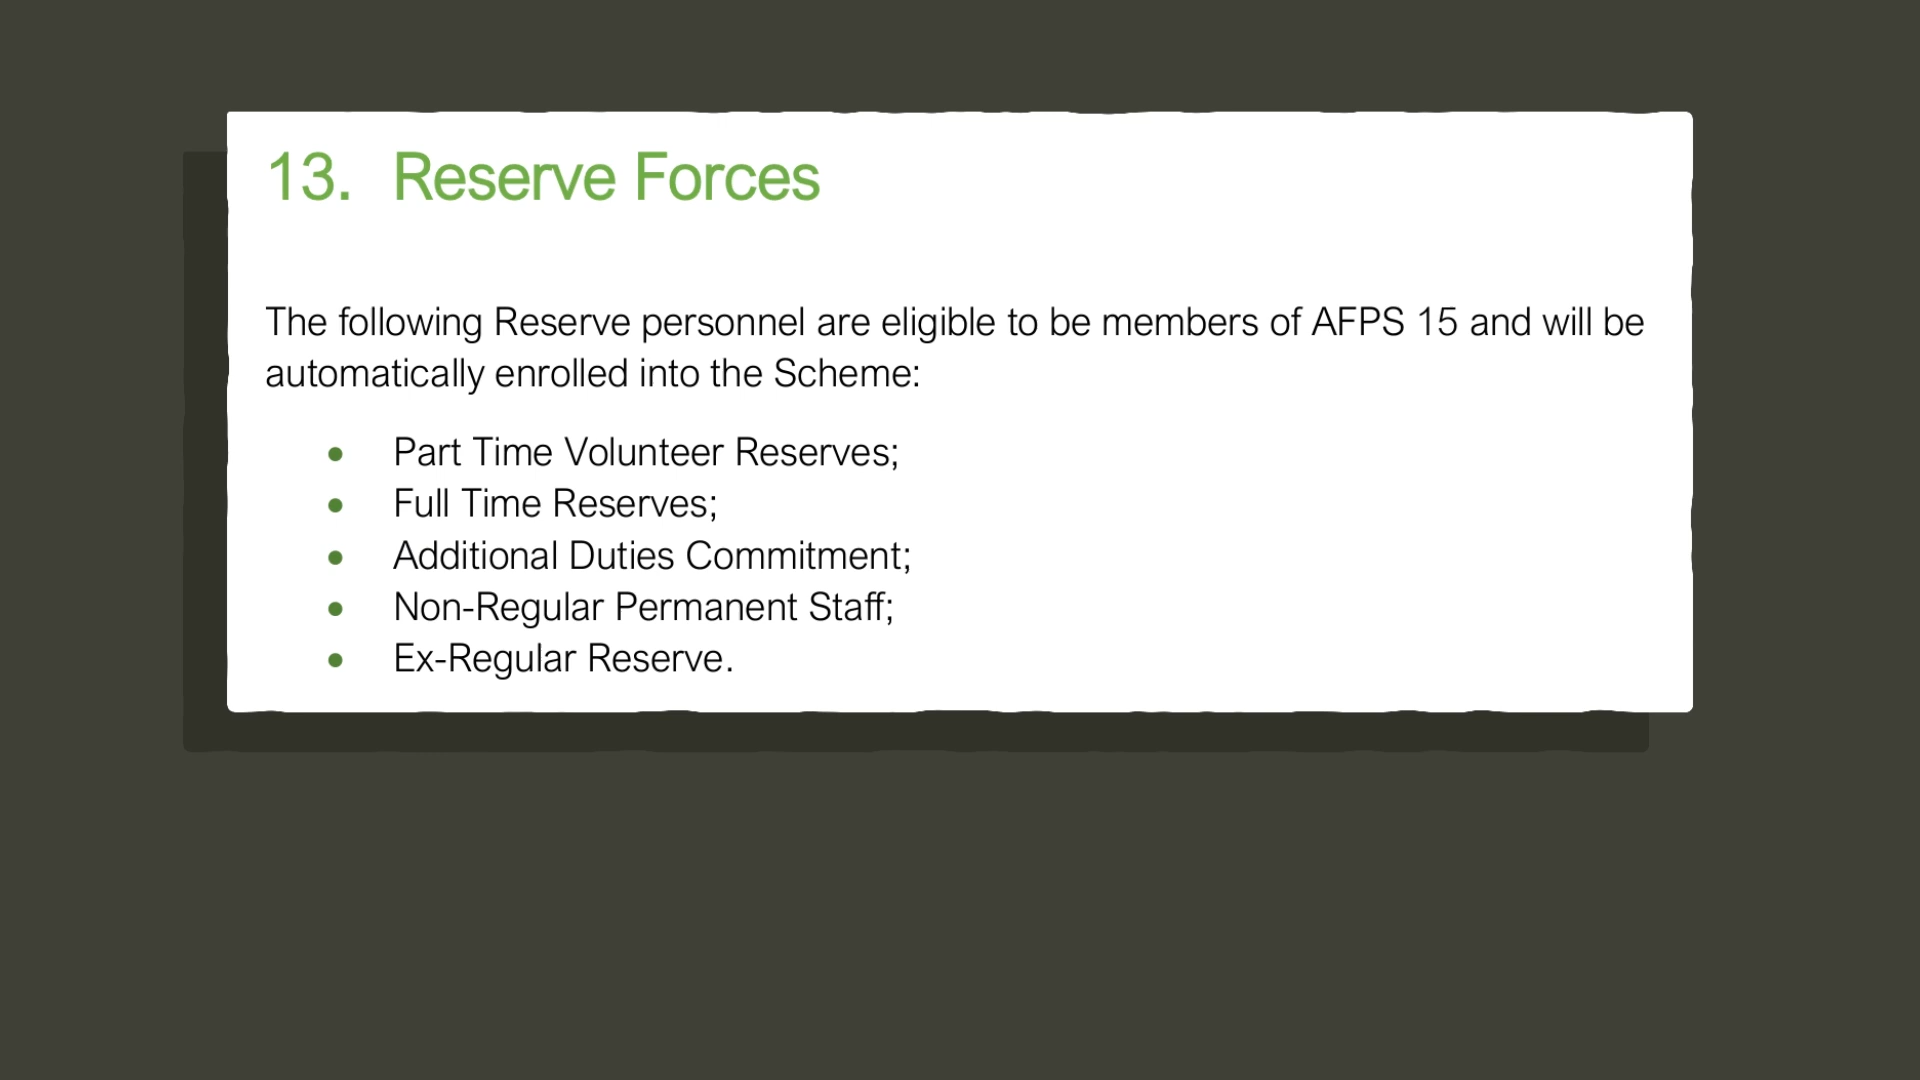 13. Reserve Forces
The following Reserve personnel are eligible to be members of AFPS 15 and will be
automatically enrolled into the Scheme:
• Part Time Volunteer Reserves;
• Full Time Reserves;
• Additional Duties Commitment;
• Non-Regular Permanent Staff;
• Ex-Regular Reserve.